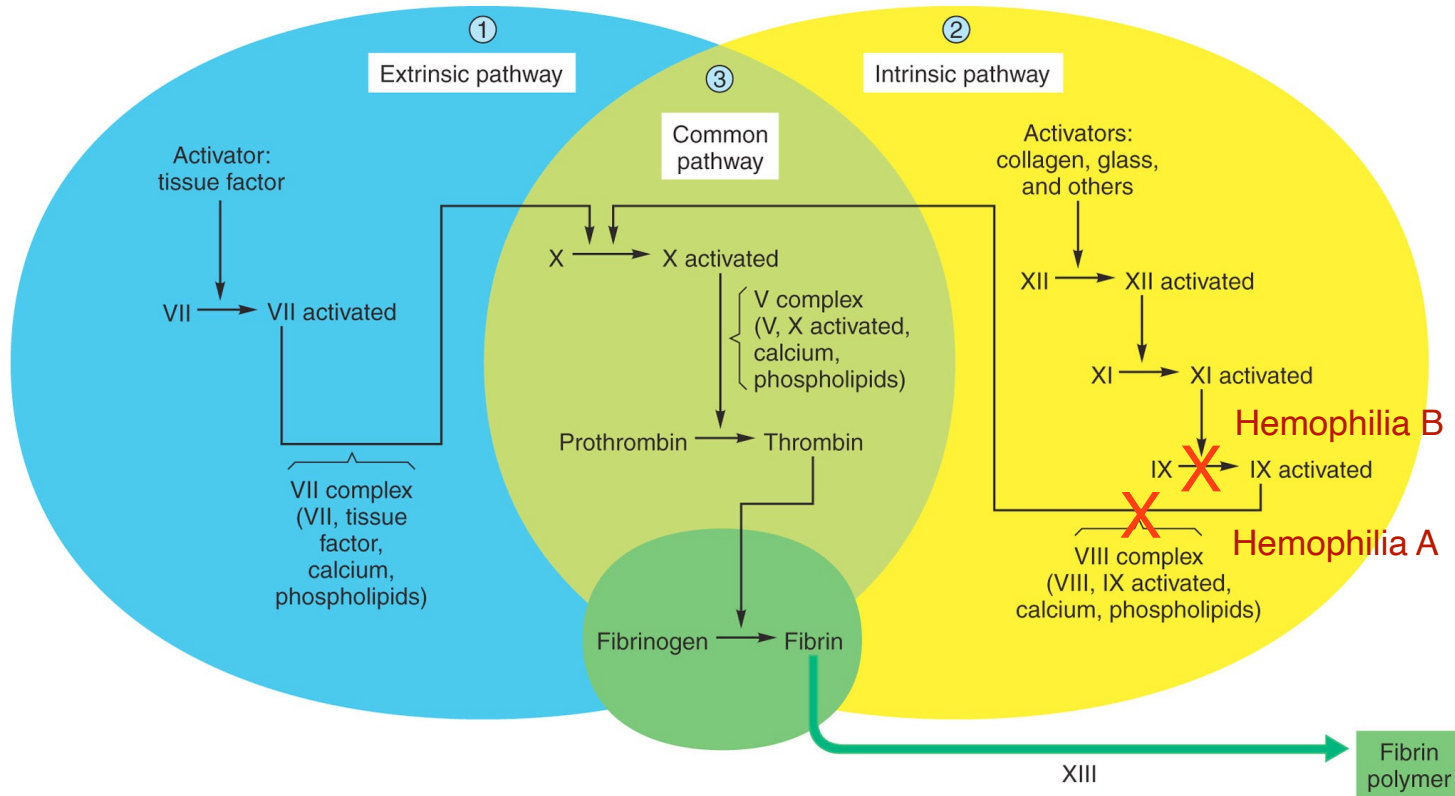 1
Extrinsic pathway
2
Intrinsic pathway
3
Common
pathway
Activator:
tissue factor
Activators:
collagen, glass,
and others
X
X activated
XII
XII activated
VII
VII activated
V complex
(V, X activated,
calcium,
phospholipids)
XI
XI activated
Hemophilia B
Prothrombin
Thrombin
IX
X
IX activated
VII complex
(VII, tissue
factor,
calcium,
phospholipids)
X
Hemophilia A
VIII complex
(VIII, IX activated,
calcium, phospholipids)
Fibrinogen
Fibrin
XIII
Fibrin
polymer